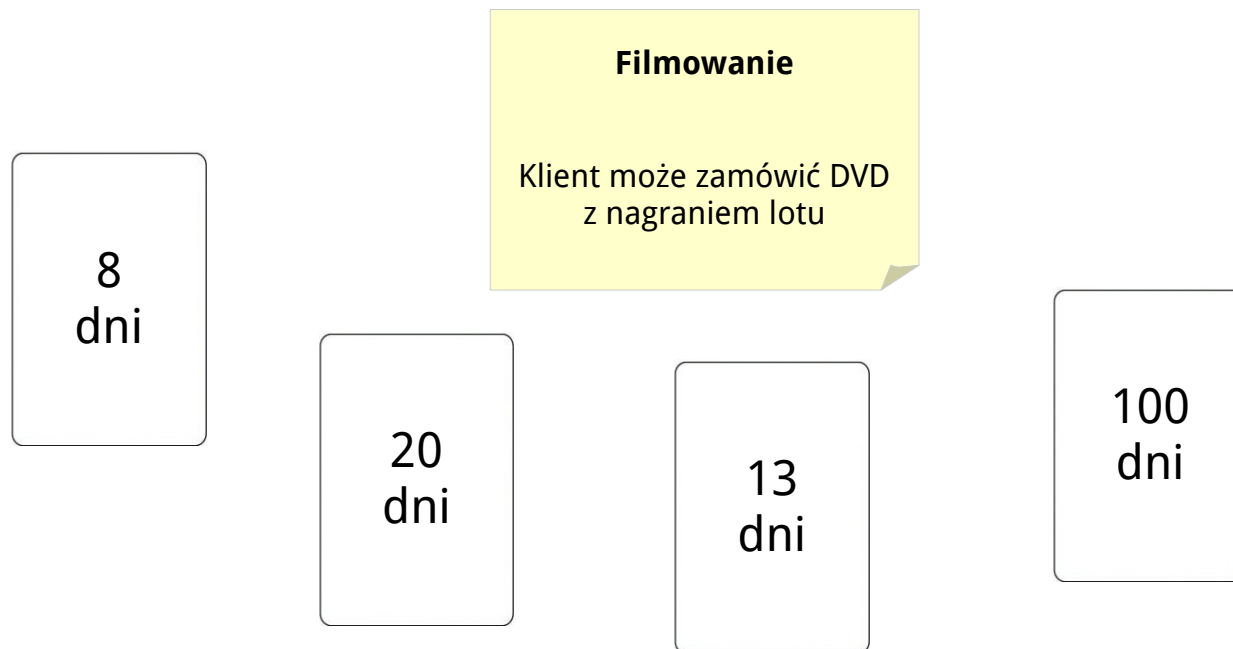 Filmowanie
Klient może zamówić DVD
z nagraniem lotu
8
dni
20
dni
13
dni
100
dni